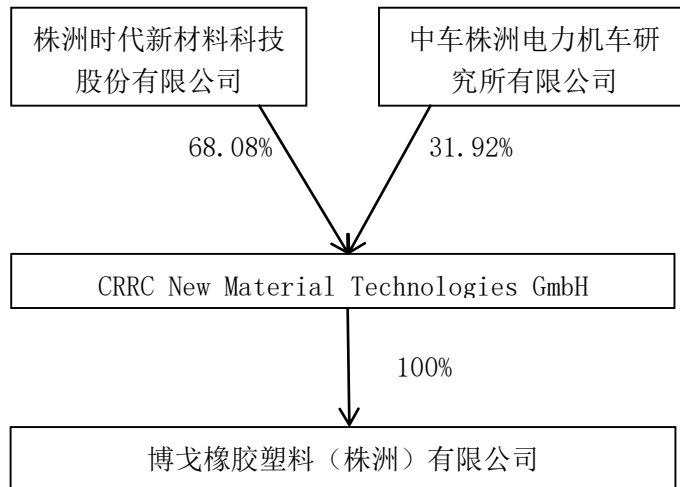 株洲时代新材料科技
股份有限公司
中车株洲电力机车研
究所有限公司
68.08%
31.92%
CRRC New Material Technologies GmbH
100%
博戈橡胶塑料（株洲）有限公司